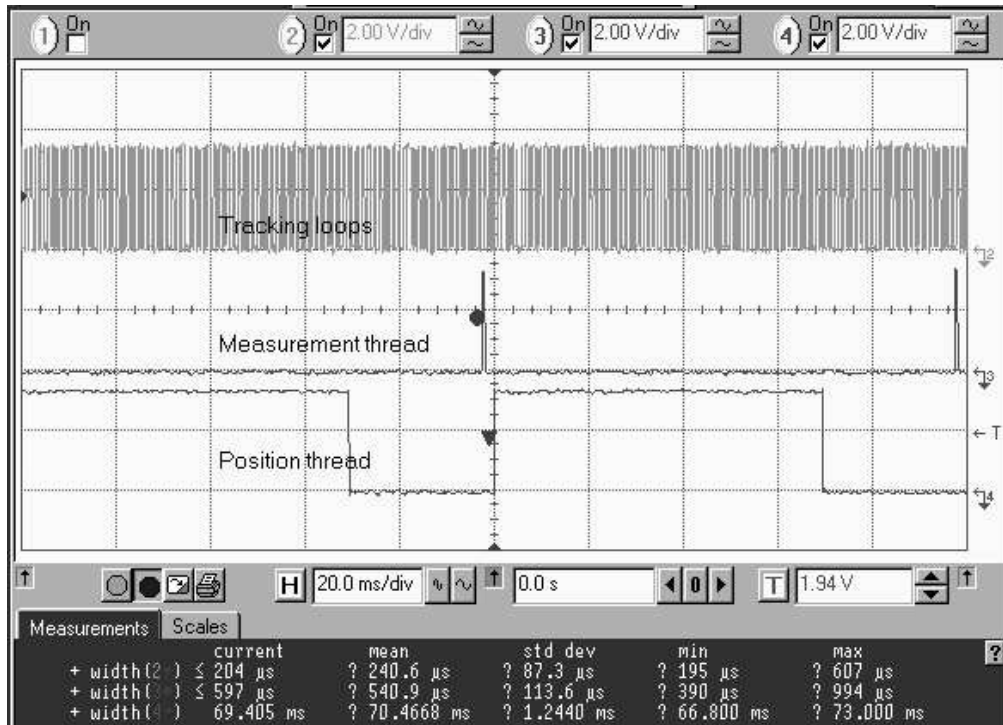 1 On 2 On 2.00 V/div 3 On 2.00 V/div 4 On 2.00 V/div
Tracking loops
2
Measurement thread
3
T
Position thread
4
H 20.0 ms/div 0.0 s 0 T 1.94 V
Measurements Scales
current mean std dev min max ?
+ width(2) ≤ 204 µs ? 240.6 µs ? 87.3 µs ? 195 µs ? 607 µs
+ width(3) ≤ 597 µs ? 540.9 µs ? 113.6 µs ? 390 µs ? 994 µs
+ width(4) 69.405 ms ? 70.4668 ms ? 1.2440 ms ? 66.800 ms ? 73.000 ms